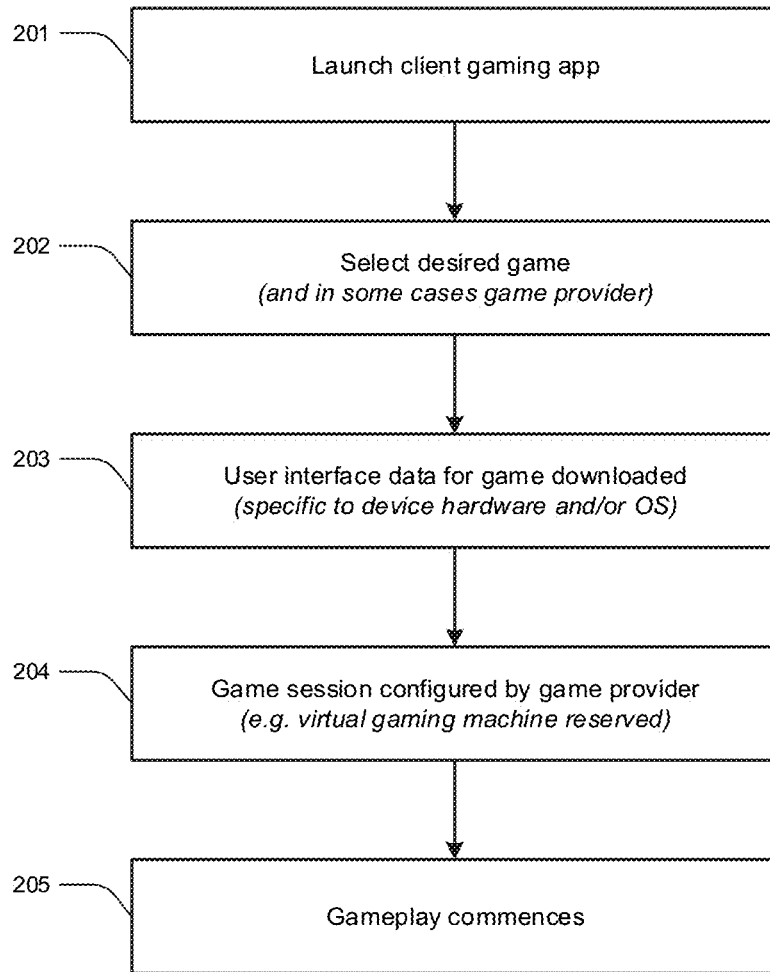 201
Launch client gaming app
202
Select desired game
(and in some cases game provider)
203
User interface data for game downloaded
(specific to device hardware and/or OS)
204
Game session configured by game provider
(e.g. virtual gaming machine reserved)
205
Gameplay commences